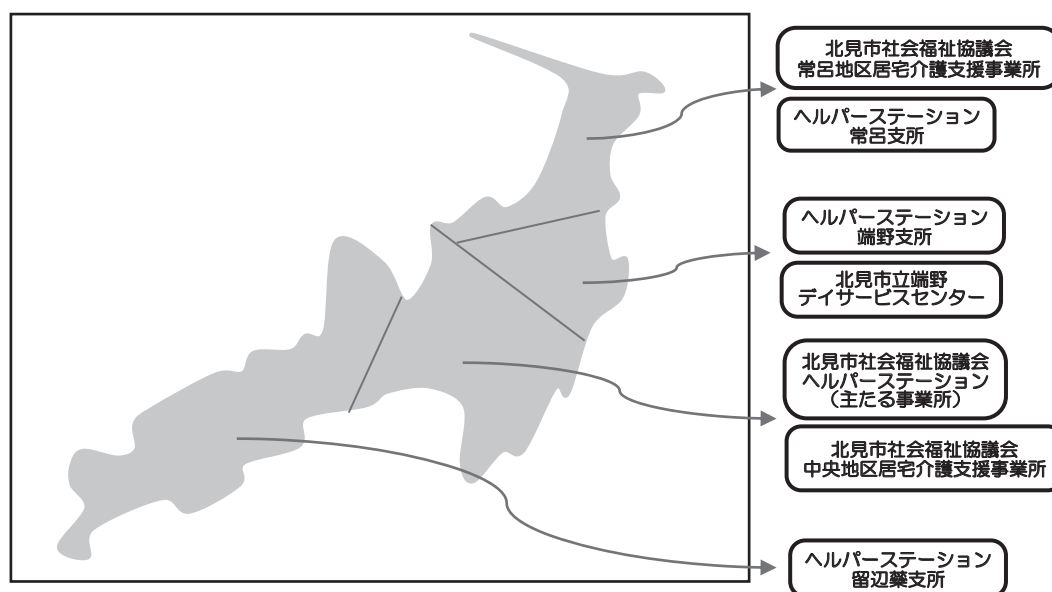 北見市社会福祉協議会
常呂地区居宅介護支援事業所
ヘルパーステーション
常呂支所
ヘルパーステーション
端野支所
北見市立端野
デイサービスセンター
北見市社会福祉協議会
ヘルパーステーション
（主たる事業所）
北見市社会福祉協議会
中央地区居宅介護支援事業所
ヘルパーステーション
留辺蘂支所